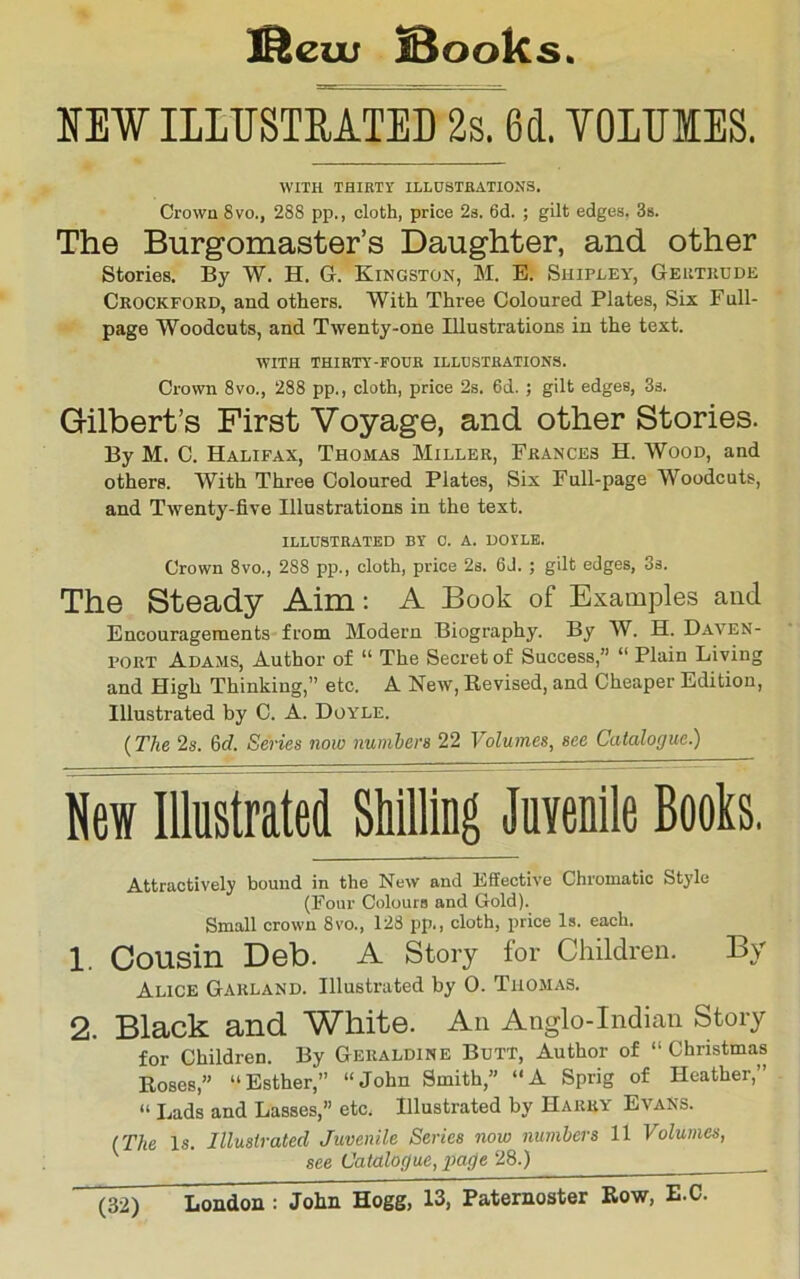 New Books.
NEW ILLUSTRATED 2s. 6d. VOLUMES.
WITH THIRTY ILLUSTRATIONS.
Crown 8vo., 288 pp., cloth, price 2s. 6d. ; gilt edges, 3s.
The Burgomaster's Daughter, and other
Stories. By W. H. G. KINGSTON, M. E. SHIPLEY, GERTRUDE
CROCKFORD, and others. With Three Coloured Plates, Six Full-
page Woodcuts, and Twenty-one Illustrations in the text.
WITH THIRTY-FOUR ILLUSTRATIONS.
Crown 8vo., 288 pp., cloth, price 2s. 6d. ; gilt edges, 3s.
Gilbert's First Voyage, and other Stories.
By M. C. HALIFAX, THOMAS MILLER, FRANCES H. WOOD, and
others. With Three Coloured Plates, Six Full-page Woodcuts,
and Twenty-five Illustrations in the text.
ILLUSTRATED BY C. A. DOYLE.
Crown 8vo., 288 pp., cloth, price 2s. 6d. ; gilt edges, 3s.
The Steady Aim: A Book of Examples and
Encouragements from Modern Biography. By W. H. DAVEN-
PORT ADAMS, Author of “ The Secret of Success,” “ Plain Living
and High Thinking,” etc. A New, Revised, and Cheaper Edition,
Illustrated by C. A. DOYLE.
(The 2s. 6d. Series now numbers 22 Volumes, see Catalogue.)
New Illustrated Shilling Juvenile Books.
Attractively bound in the New and Effective Chromatic Style
(Four Colours and Gold).
Small crown 8vo., 128 pp., cloth, price 1s. each.
1. Cousin Deb. A Story for Children. By
ALICE GARLAND. Illustrated by O. THOMAS.
2. Black and White. An Anglo-Indian Story
for Children. By GERALDINE BUTT, Author of “ Christmas
Roses,” “Esther,” “John Smith,” “A Sprig of Heather,”
“ Lads and Lasses,” etc. Illustrated by HARRY EVANS.
(The 1s. Illustrated Juvenile Series now numbers 11 Volumes,
see Catalogue, page 28.)
(32) London : John Hogg, 13, Paternoster Row, E.C.